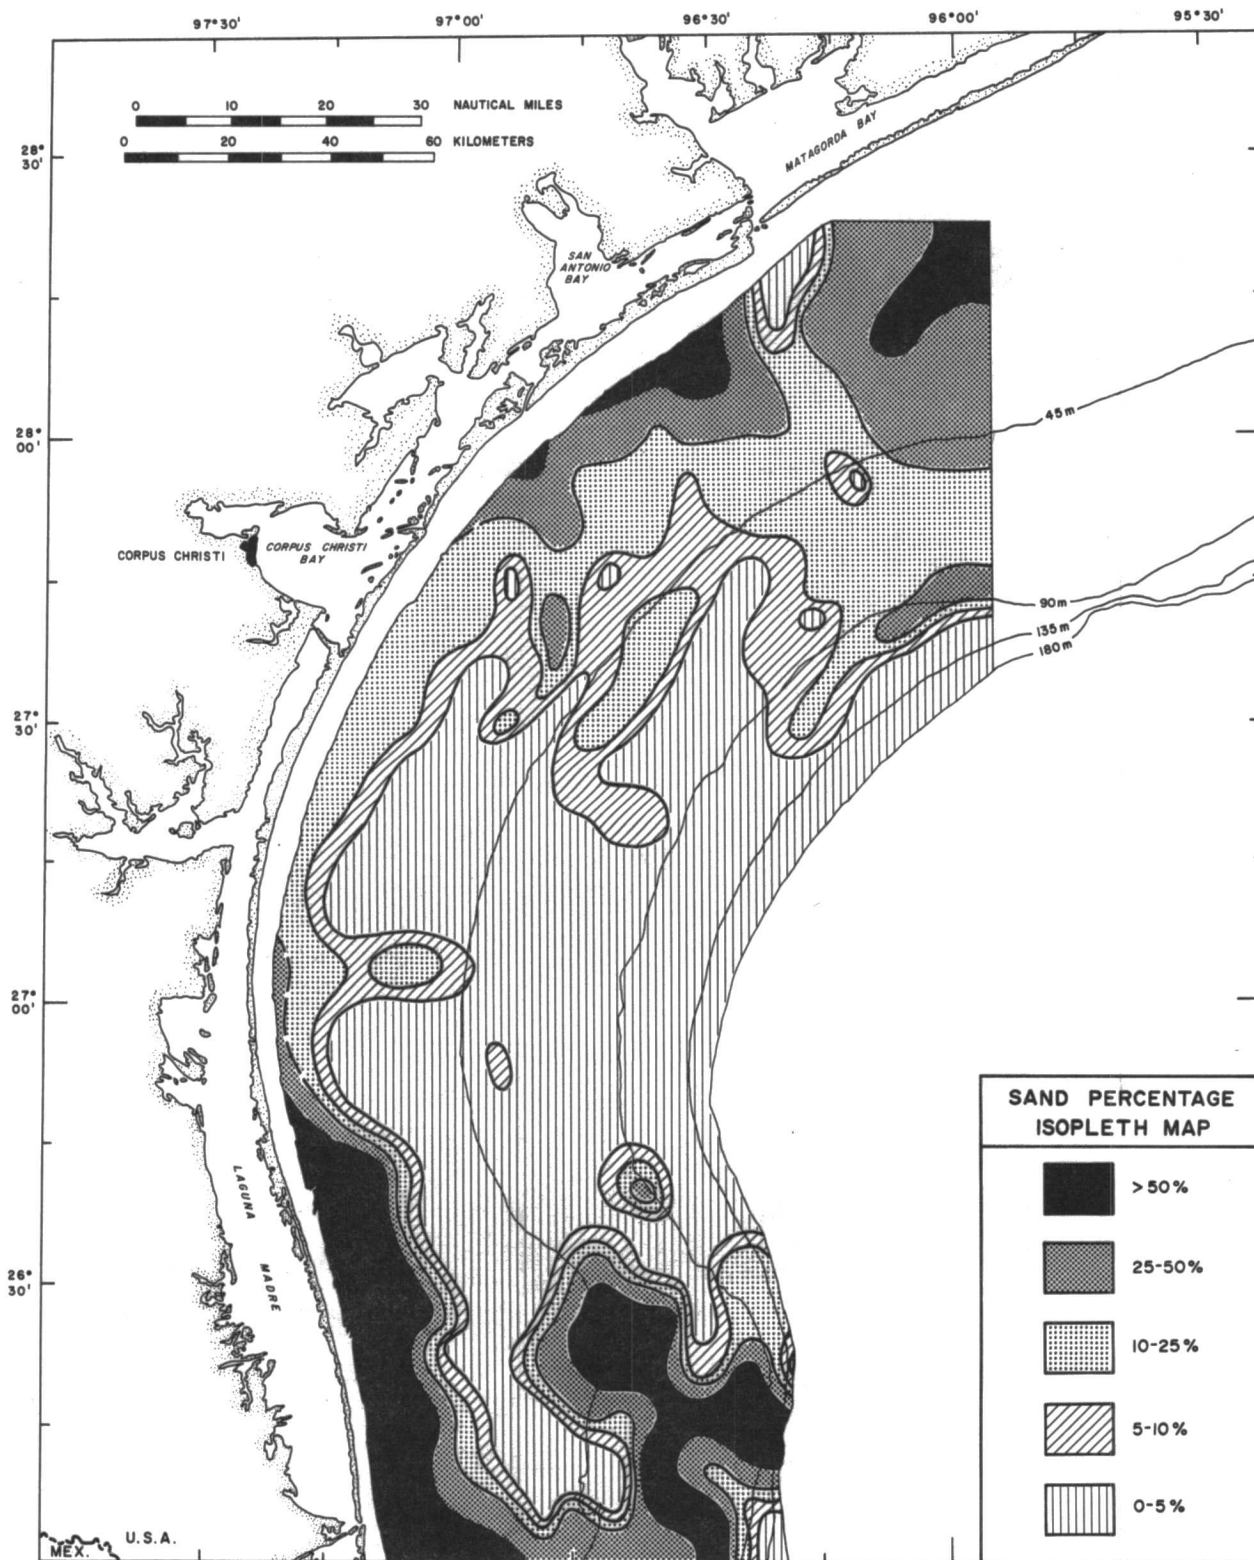 97°30' 97°00' 96°30' 96°00' 95°30'
0 10 20 30 NAUTICAL MILES
0 20 40 60 KILOMETERS
28°
30'
MATAGORDA BAY
SAN
ANTONIO
BAY
45m
28°
00'
CORPUS CHRISTI
CORPUS CHRISTI
BAY
90m
135m
180m
27°
30'
27°
00'
SAND PERCENTAGE
ISOPLETH MAP
>50%
LAGUNA MADRE
25-50%
26°
30'
10-25%
5-10%
0-5%
U.S.A.
MEX.